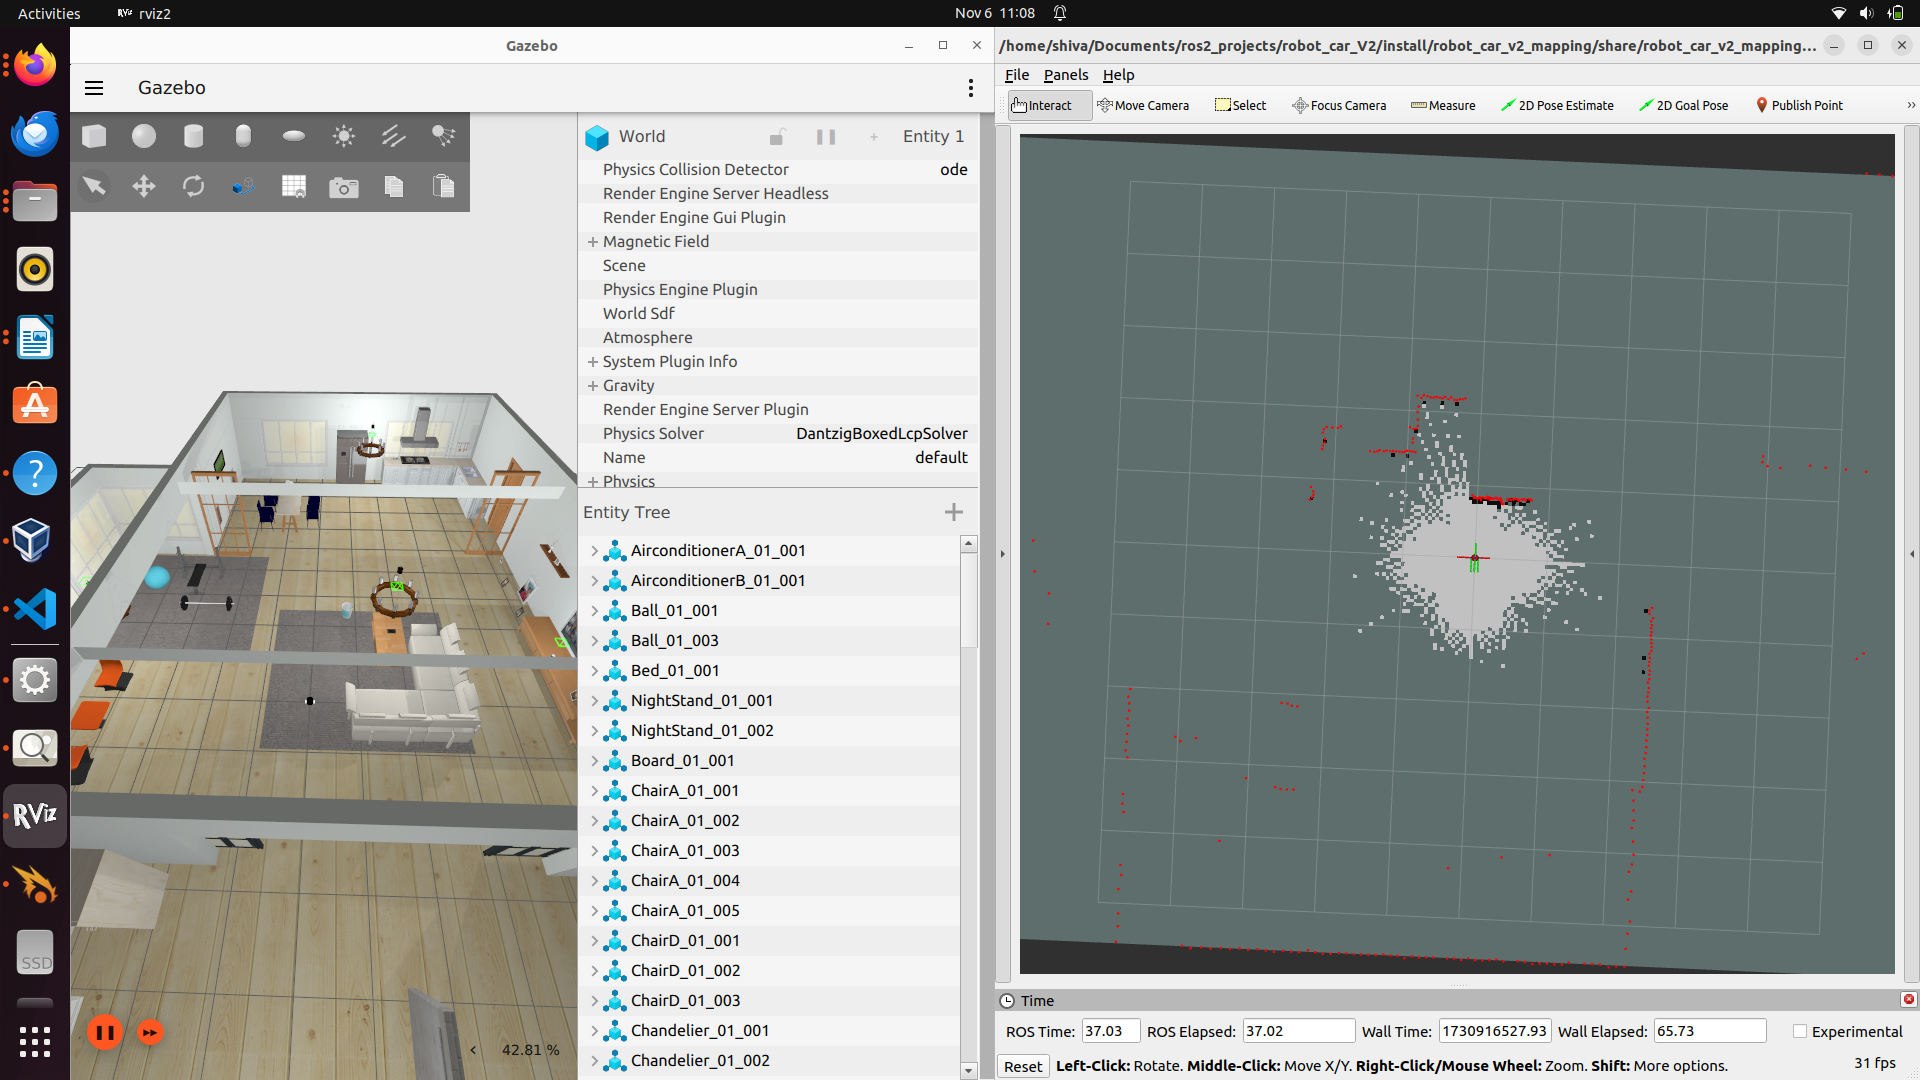 Activities
rviz2
Nov 6 11:08
Gazebo
Gazebo
World
Entity 1
Physics Collision Detector ode
Render Engine Server Headless
Render Engine Gui Plugin
Magnetic Field
Scene
Physics Engine Plugin
World Sdf
Atmosphere
System Plugin Info
Gravity
Render Engine Server Plugin
Physics Solver DantzigBoxedLcpSolver
Name default
Physics
Entity Tree
AirconditionerA_01_001
AirconditionerB_01_001
Ball_01_001
Ball_01_003
Bed_01_001
NightStand_01_001
NightStand_01_002
Board_01_001
ChairA_01_001
ChairA_01_002
ChairA_01_003
ChairA_01_004
ChairA_01_005
ChairD_01_001
ChairD_01_002
ChairD_01_003
Chandelier_01_001
Chandelier_01_002
42.81 %
RViz
SSD
/home/shiva/Documents/ros2_projects/robot_car_V2/install/robot_car_v2_mapping/share/robot_car_v2_mapping...
File Panels Help
Interact Move Camera Select Focus Camera Measure 2D Pose Estimate 2D Goal Pose Publish Point
Time
ROS Time: 37.03 ROS Elapsed: 37.02 Wall Time: 1730916527.93 Wall Elapsed: 65.73 Experimental
Reset Left-Click: Rotate. Middle-Click: Move X/Y. Right-Click/Mouse Wheel: Zoom. Shift: More options. 31 fps